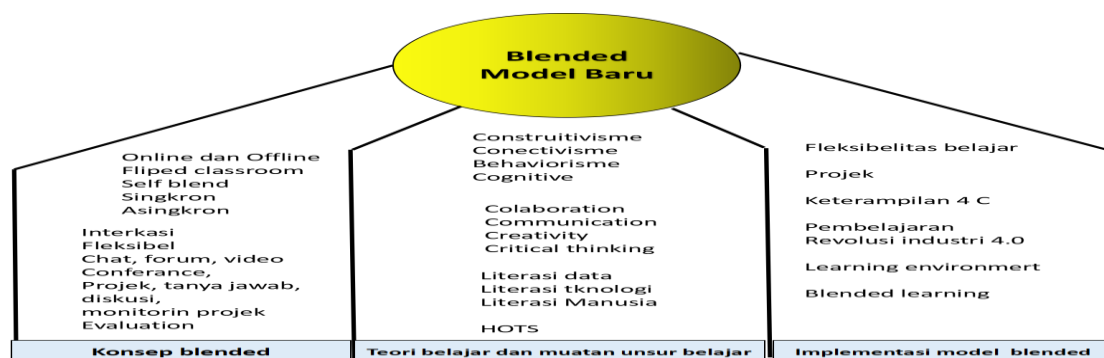 Blended
Model Baru
Online dan Offline
Fliped classroom
Self blend
Singkron
Asingkron
Interkasi
Fleksibel
Chat, forum, video
Conferance,
Projek, tanya jawab,
diskusi,
monitorin projek
Evaluation
Konsep blended
Construitivisme
Conectivisme
Behaviorisme
Cognitive
Colaboration
Communication
Creativity
Critical thinking
Literasi data
Literasi tknologi
Literasi Manusia
HOTS
Teori belajar dan muatan unsur belajar
Fleksibelitas belajar
Projek
Keterampilan 4 C
Pembelajaran
Revolusi industri 4.0
Learning environmert
Blended learning
Implementasi model blended